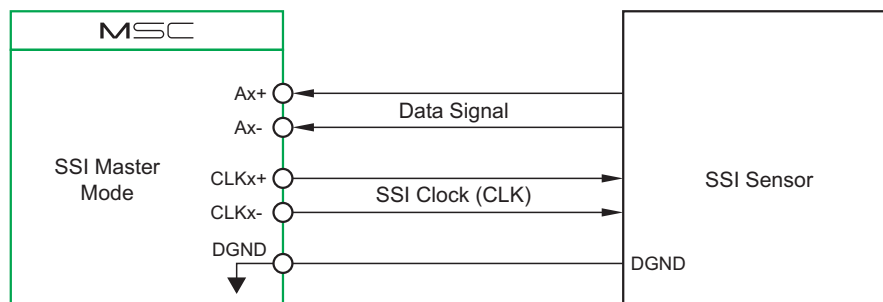 MSC
Ax+
Data Signal
Ax-
SSI Master
Mode
CLKx+
SSI Clock (CLK)
CLKx-
SSI Sensor
DGND
DGND